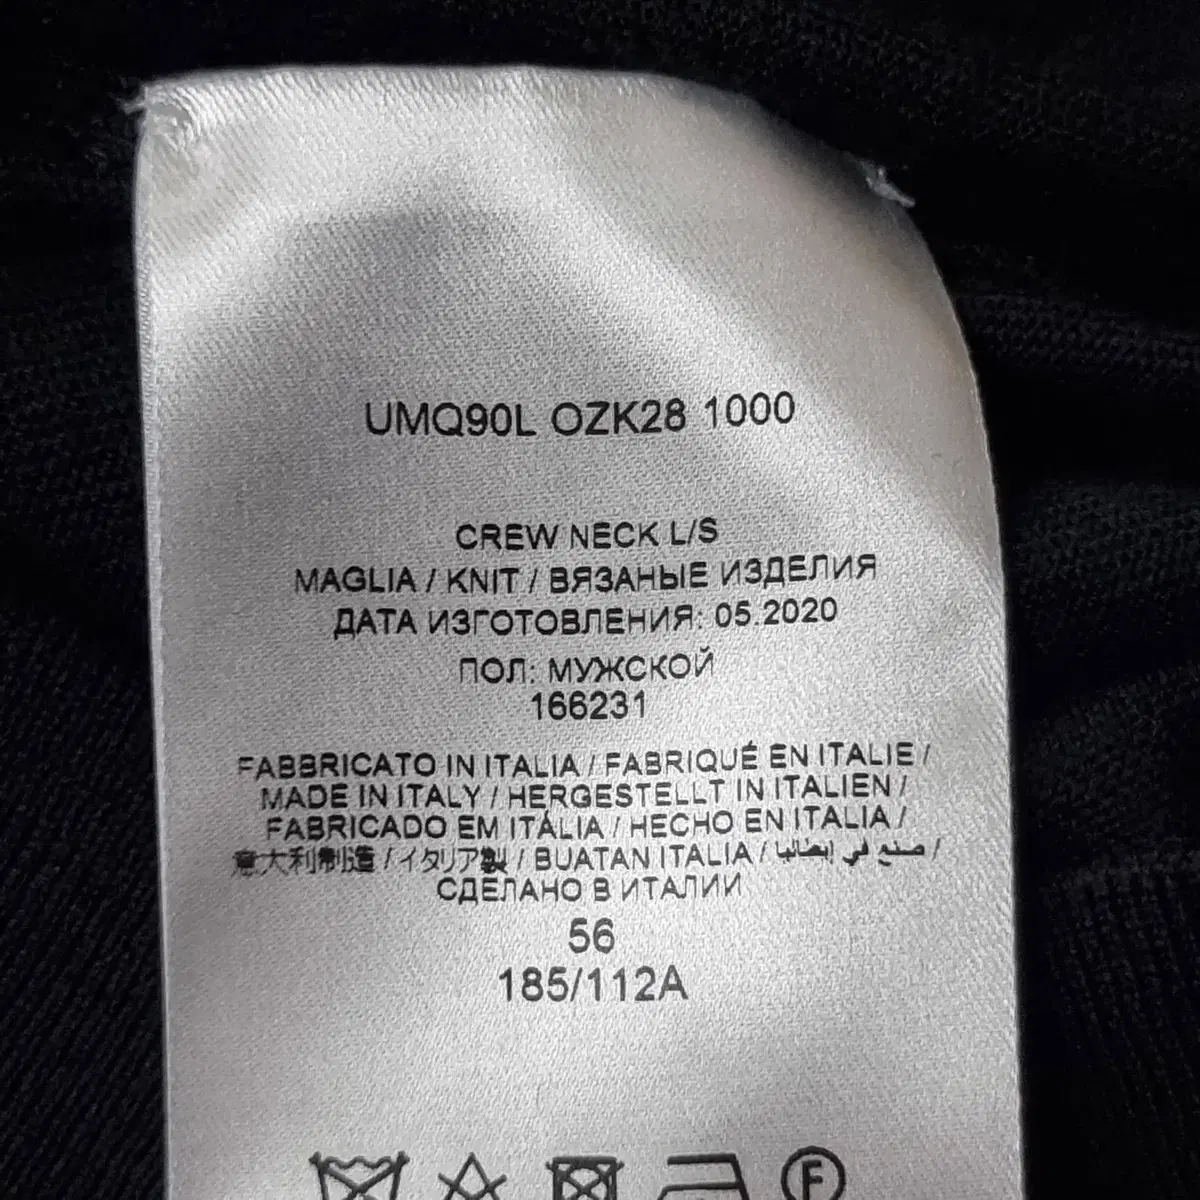 UMQ90L OZK28 1000
CREW NECK L/S
MAGLIA / KNIT / ВЯЗАНЫЕ ИЗДЕЛИЯ
ДАТА ИЗГОТОВЛЕНИЯ: 05.2020
ПОЛ: МУЖСКОЙ
166231
FABBRICATO IN ITALIA / FABRIQUÉ EN ITALIE /
MADE IN ITALY / HERGESTELLT IN ITALIEN /
FABRICADO EM ITÁLIA / HECHO EN ITALIA /
意大利制造 / イタリア製 / BUATAN ITALIA / صنع في إيطاليا /
СДЕЛАНО В ИТАЛИИ
56
185/112A
F